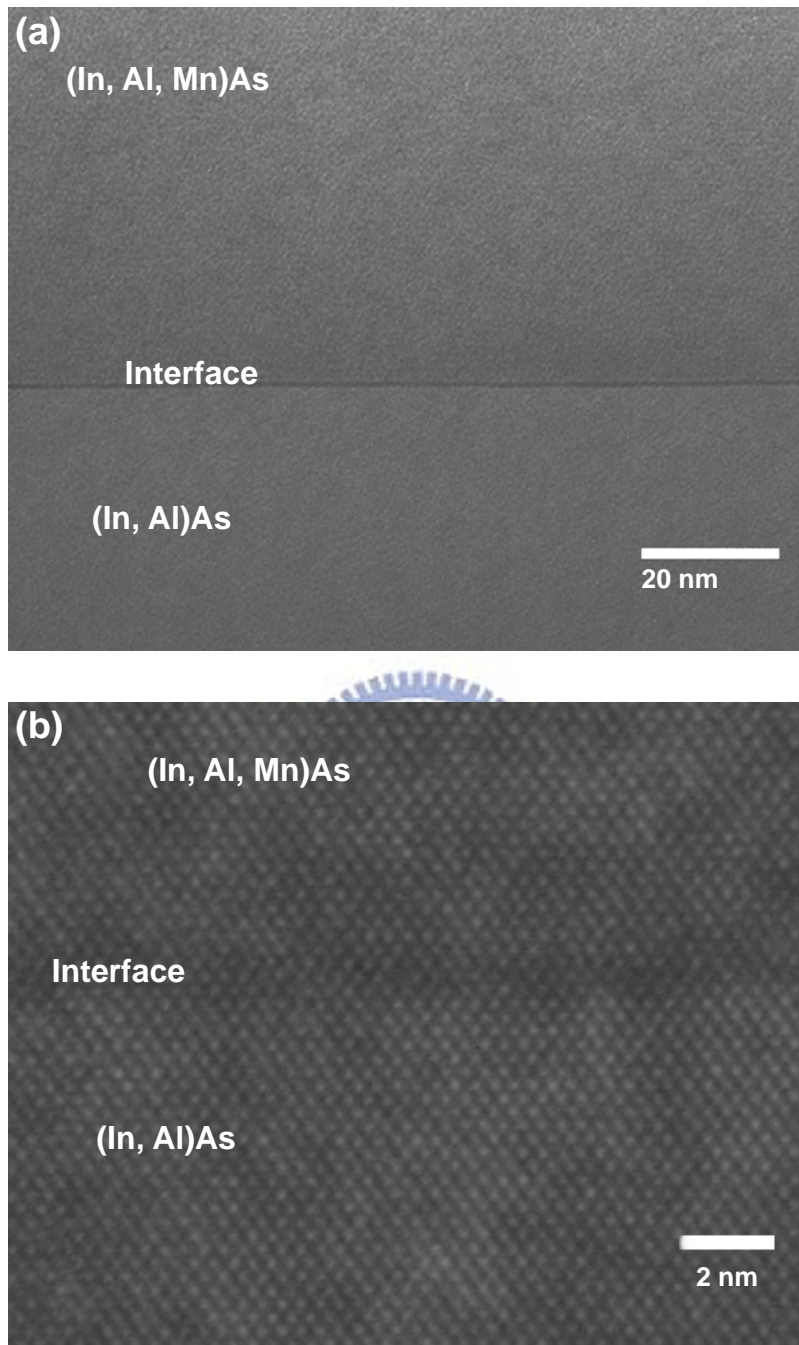 (a)
(In, Al, Mn)As
Interface
(In, Al)As
20 nm
(b)
(In, Al, Mn)As
Interface
(In, Al)As
2 nm